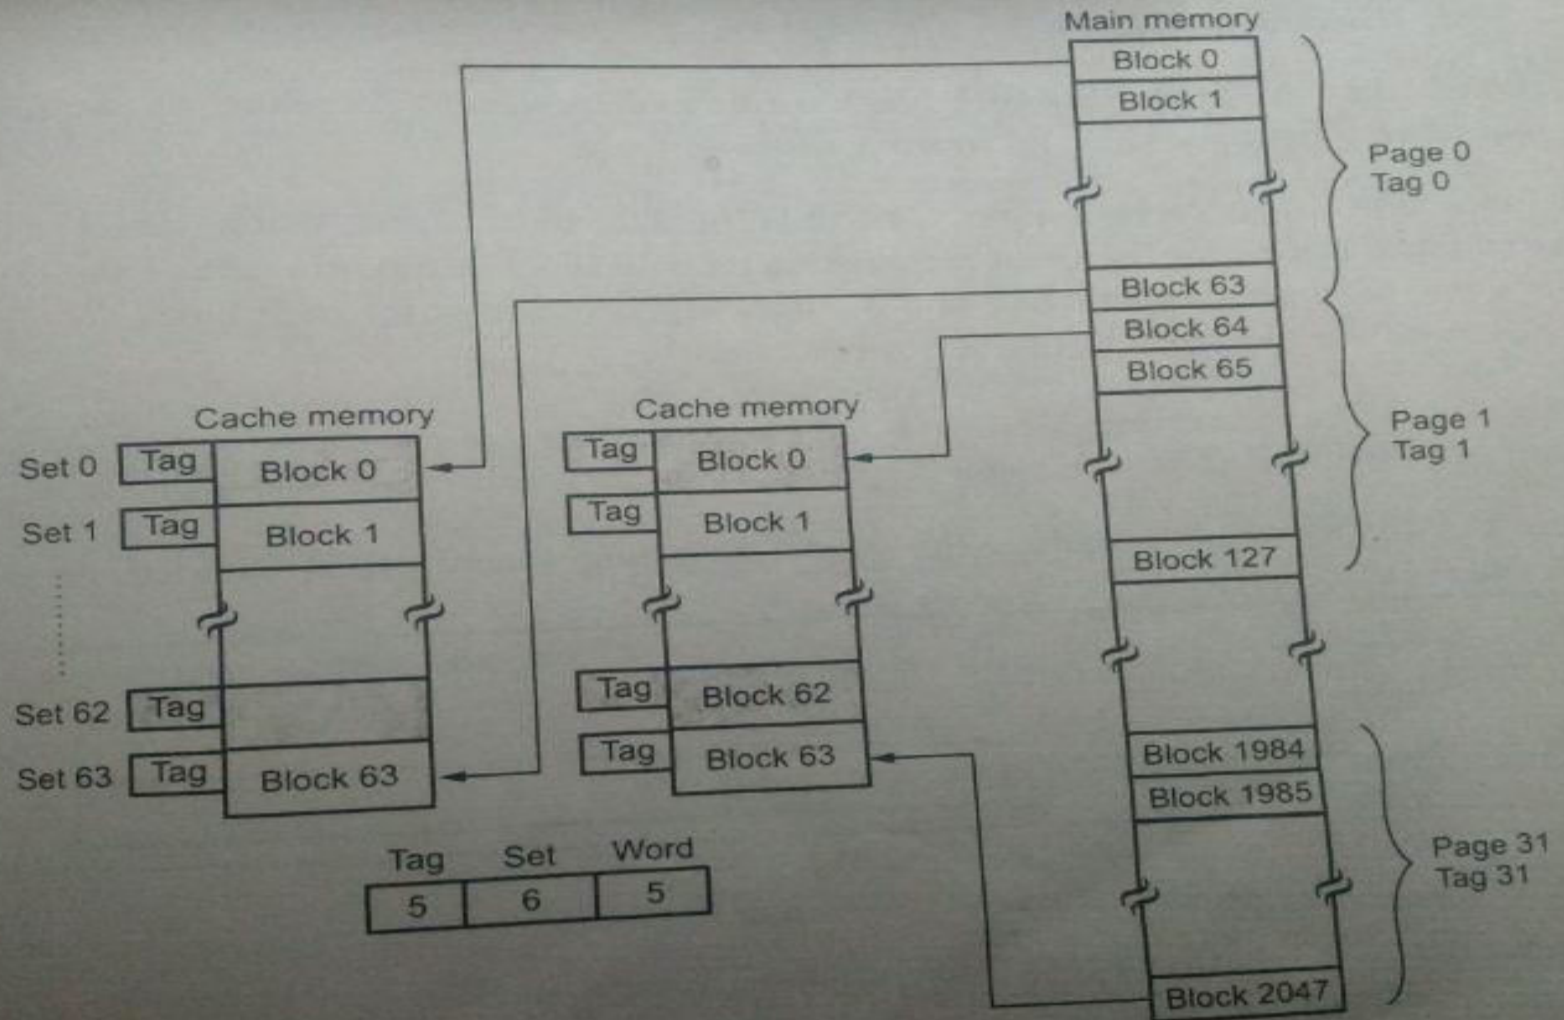 Main memory
Block 0
Block 1
Page 0
Tag 0
Block 63
Block 64
Block 65
Page 1
Tag 1
Block 127
Block 1984
Block 1985
Page 31
Tag 31
Block 2047
Cache memory
Set 0 Tag Block 0
Set 1 Tag Block 1
Set 62 Tag
Set 63 Tag Block 63
Cache memory
Tag Block 0
Tag Block 1
Tag Block 62
Tag Block 63
Tag Set Word
5 6 5